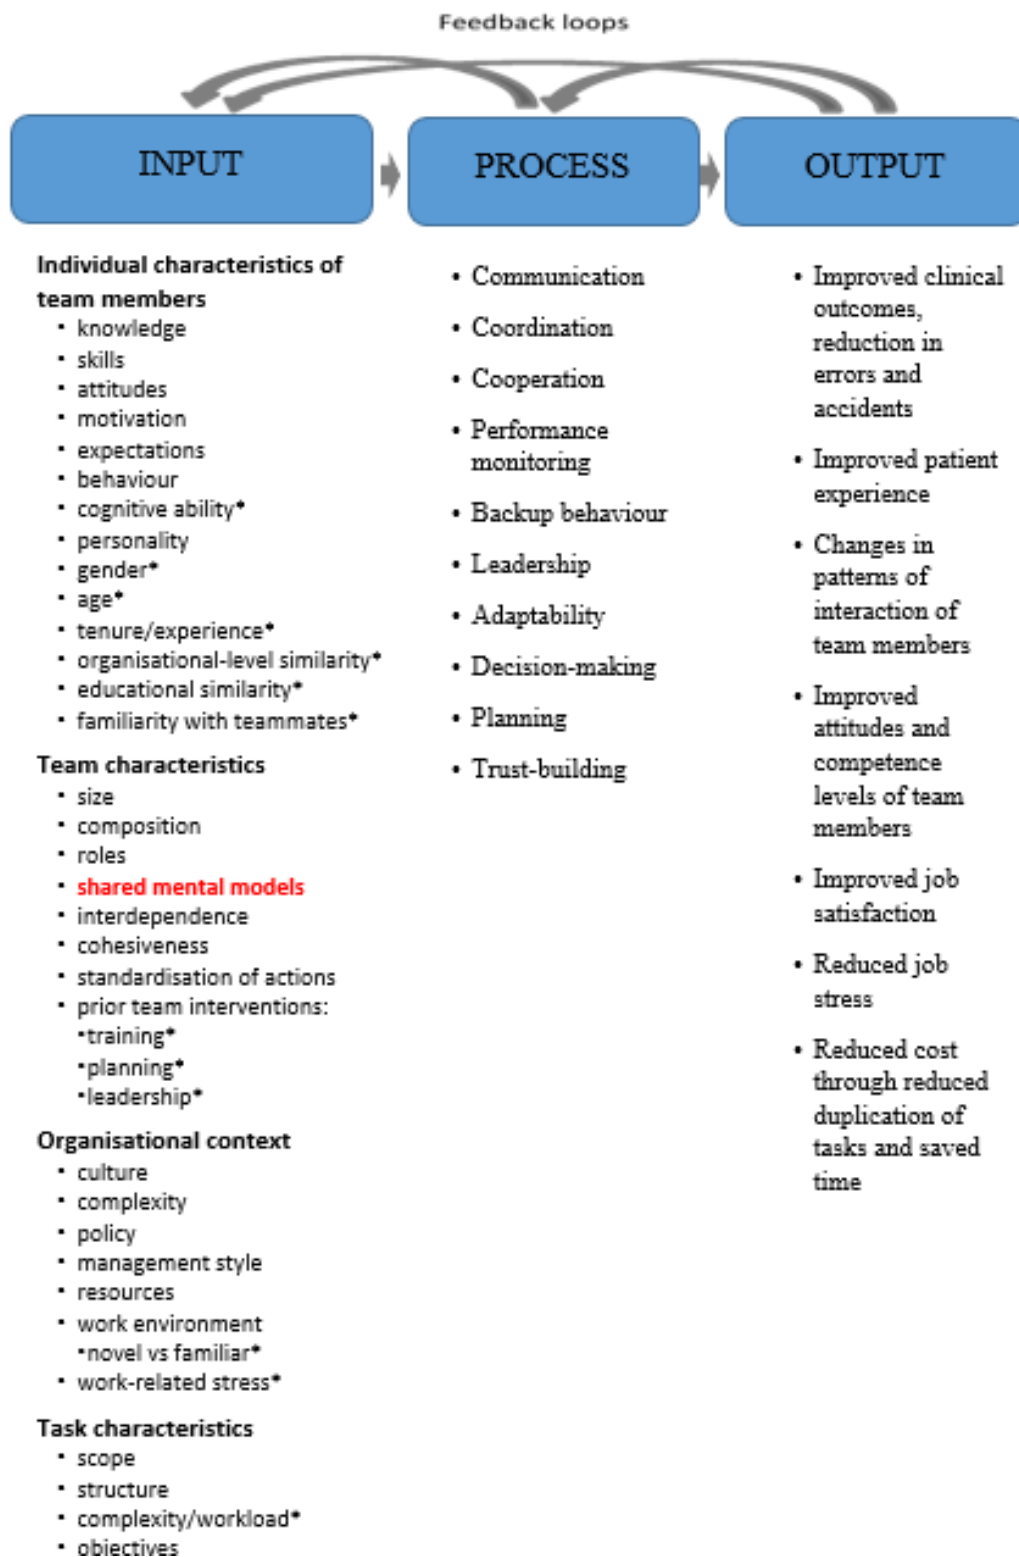 Feedback loops
INPUT
PROCESS
OUTPUT
Individual characteristics of
team members
▪ knowledge
▪ skills
▪ attitudes
▪ motivation
▪ expectations
▪ behaviour
▪ cognitive ability*
▪ personality
▪ gender*
▪ age*
▪ tenure/experience*
▪ organisational-level similarity*
▪ educational similarity*
▪ familiarity with teammates*
Team characteristics
▪ size
▪ composition
▪ roles
▪ shared mental models
▪ interdependence
▪ cohesiveness
▪ standardisation of actions
▪ prior team interventions:
▪training*
▪planning*
▪leadership*
Organisational context
▪ culture
▪ complexity
▪ policy
▪ management style
▪ resources
▪ work environment
▪novel vs familiar*
▪ work-related stress*
Task characteristics
▪ scope
▪ structure
▪ complexity/workload*
▪ objectives
• Communication
• Coordination
• Cooperation
• Performance
monitoring
• Backup behaviour
• Leadership
• Adaptability
• Decision-making
• Planning
• Trust-building
• Improved clinical
outcomes,
reduction in
errors and
accidents
• Improved patient
experience
• Changes in
patterns of
interaction of
team members
• Improved
attitudes and
competence
levels of team
members
• Improved job
satisfaction
• Reduced job
stress
• Reduced cost
through reduced
duplication of
tasks and saved
time